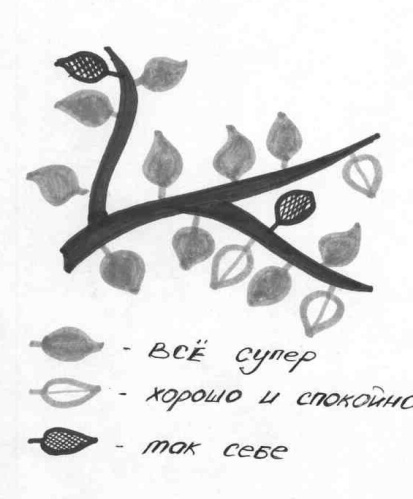 - ВСЁ супер
- хорошо и спокойно
- так себе